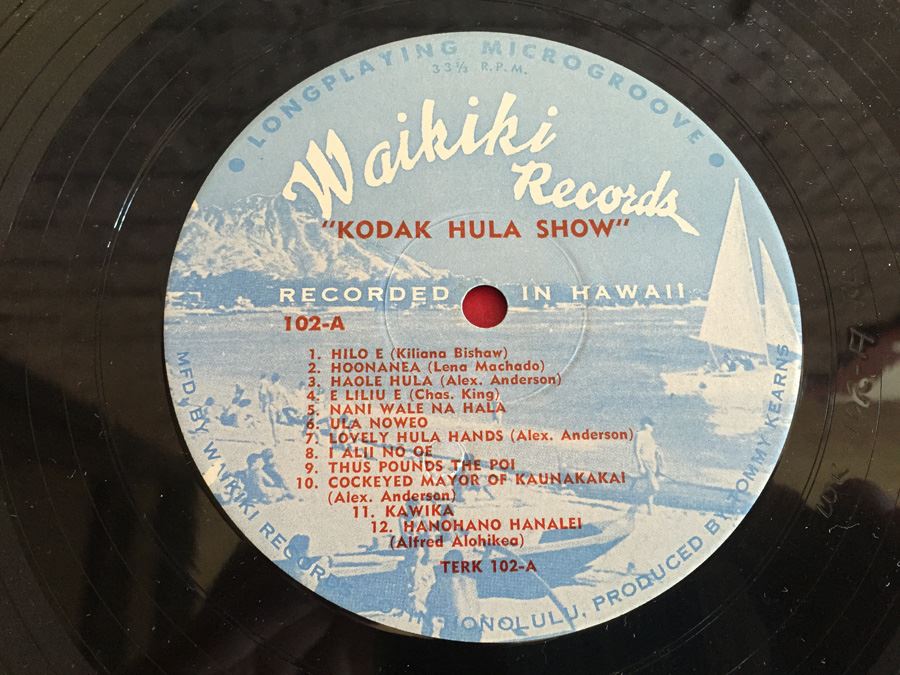 LONGPLAYING MICROGROOVE
33⅓ R.P.M.
Waikiki
Records
"KODAK HULA SHOW"
RECORDED IN HAWAII
102-A
1. HILO E (Kiliana Bishaw)
2. HOONANEA (Lena Machado)
3. HAOLE HULA (Alex. Anderson)
4. E LILIU E (Chas. King)
5. NANI WALE NA HALA
6. ULA NOWEO
7. LOVELY HULA HANDS (Alex. Anderson)
8. I ALII NO OE
9. THUS POUNDS THE POI
10. COCKEYED MAYOR OF KAUNAKAKAI
(Alex. Anderson)
11. KAWIKA
12. HANOHANO HANALEI
(Alfred Alohikea)
TERK 102-A
MFD. BY WAIKIKI RECORDS IN HONOLULU, PRODUCED BY TOMMY KEARNS